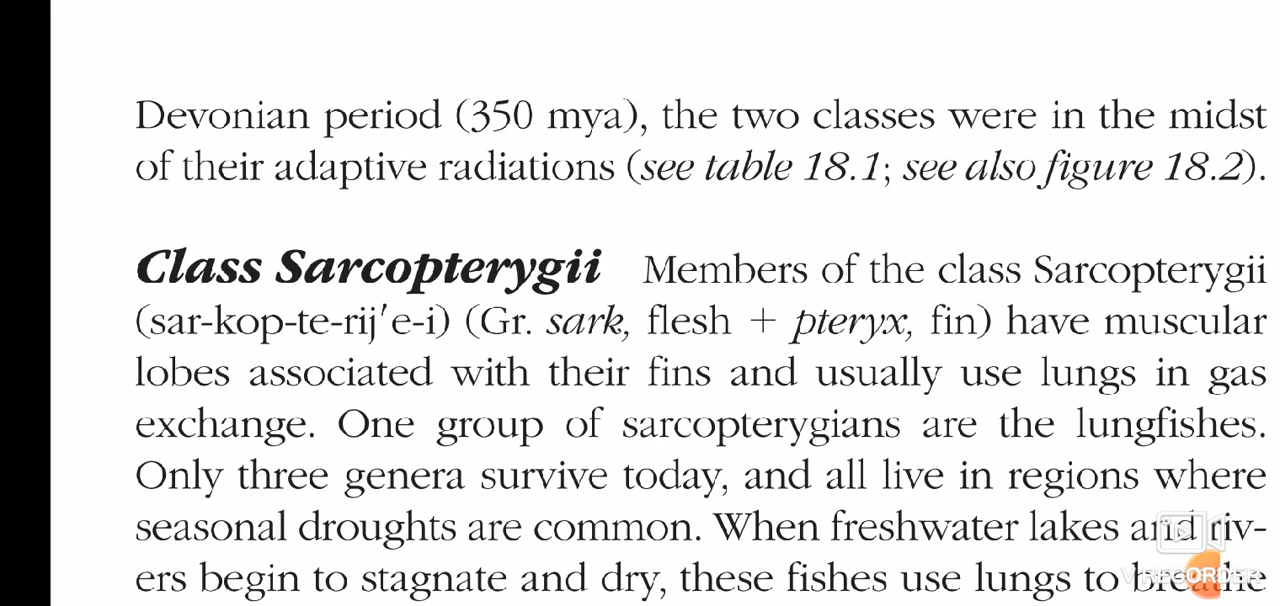 Devonian period (350 mya), the two classes were in the midst
of their adaptive radiations (see table 18.1; see also figure 18.2).
Class Sarcopterygii Members of the class Sarcopterygii
(sar-kop-te-rij′e-i) (Gr. sark, flesh + pteryx, fin) have muscular
lobes associated with their fins and usually use lungs in gas
exchange. One group of sarcopterygians are the lungfishes.
Only three genera survive today, and all live in regions where
seasonal droughts are common. When freshwater lakes and riv-
ers begin to stagnate and dry, these fishes use lungs to breathe
V RECORDER